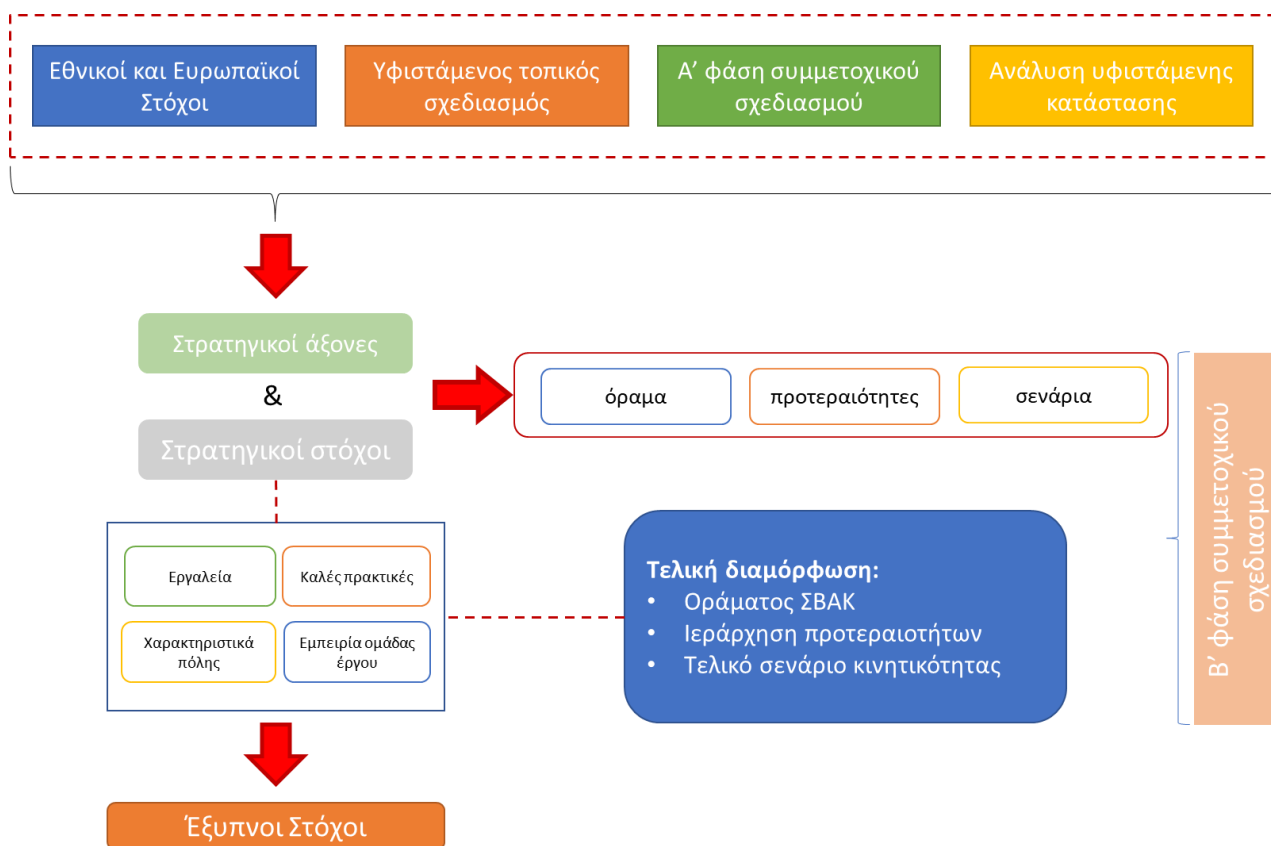 Εθνικοί και Ευρωπαϊκοί
Στόχοι
Υφιστάμενος τοπικός
σχεδιασμός
Α’ φάση συμμετοχικού
σχεδιασμού
Ανάλυση υφιστάμενης
κατάστασης
Στρατηγικοί άξονες
&
Στρατηγικοί στόχοι
όραμα
προτεραιότητες
σενάρια
Β’ φάση συμμετοχικού
σχεδιασμού
Εργαλεία
Καλές πρακτικές
Χαρακτηριστικά
πόλης
Εμπειρία ομάδας
έργου
Τελική διαμόρφωση:
• Οράματος ΣΒΑΚ
• Ιεράρχηση προτεραιοτήτων
• Τελικό σενάριο κινητικότητας
Έξυπνοι Στόχοι